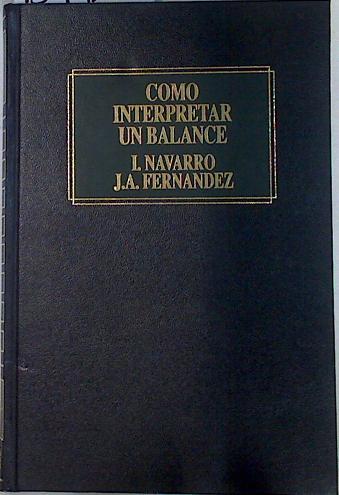 COMO
INTERPRETAR
UN BALANCE
I. NAVARRO
J.A. FERNANDEZ